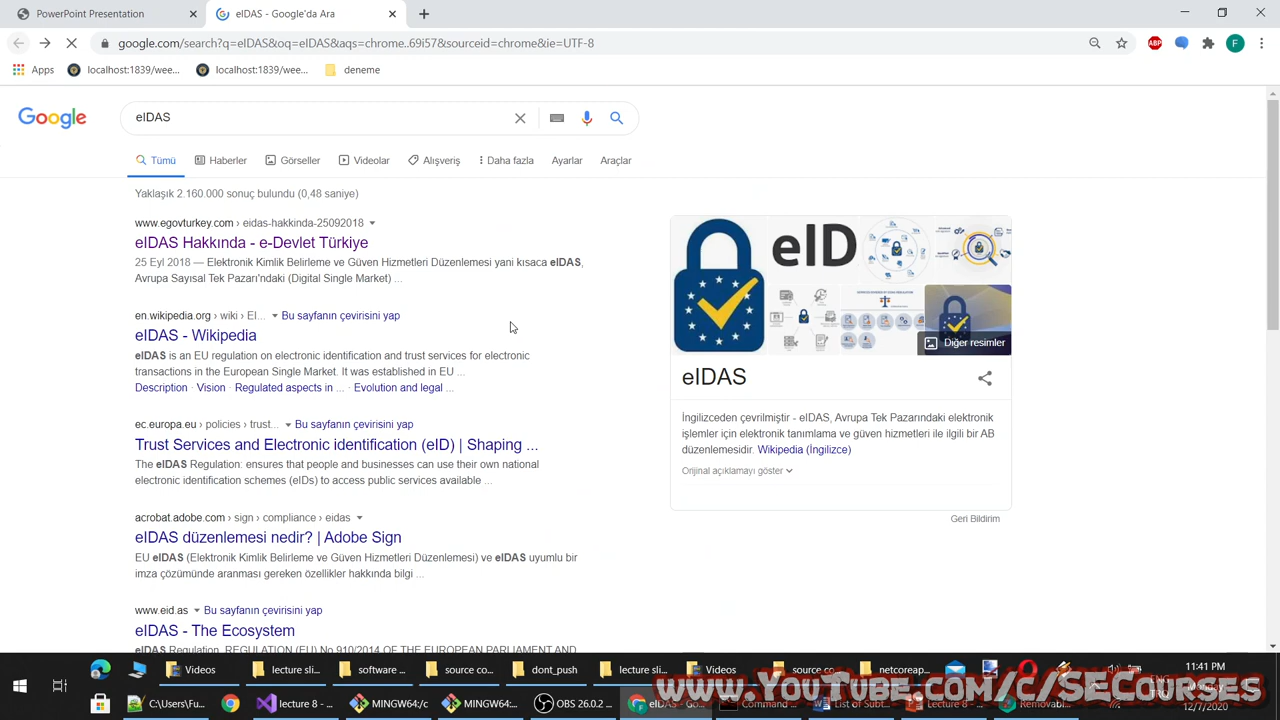 PowerPoint Presentation
eIDAS - Google'da Ara
google.com/search?q=eIDAS&oq=eIDAS&aqs=chrome..69i57&sourceid=chrome&ie=UTF-8
ABP
F
Apps
localhost:1839/wee...
localhost:1839/wee...
deneme
Google
eIDAS
Tümü
Haberler
Görseller
Videolar
Alışveriş
Daha fazla
Ayarlar
Araçlar
Yaklaşık 2.160.000 sonuç bulundu (0,48 saniye)
www.egovturkey.com › eidas-hakkinda-25092018
eIDAS Hakkında - e-Devlet Türkiye
25 Eyl 2018 — Elektronik Kimlik Belirleme ve Güven Hizmetleri Düzenlemesi yani kısaca eIDAS,
Avrupa Sayısal Tek Pazarı'ndaki (Digital Single Market) ...
en.wikipedia.org › wiki › EI... Bu sayfanın çevirisini yap
eIDAS - Wikipedia
eIDAS is an EU regulation on electronic identification and trust services for electronic
transactions in the European Single Market. It was established in EU ...
Description · Vision · Regulated aspects in ... · Evolution and legal ...
ec.europa.eu › policies › trust... Bu sayfanın çevirisini yap
Trust Services and Electronic identification (eID) | Shaping ...
The eIDAS Regulation: ensures that people and businesses can use their own national
electronic identification schemes (eIDs) to access public services available ...
acrobat.adobe.com › sign › compliance › eidas
eIDAS düzenlemesi nedir? | Adobe Sign
EU eIDAS (Elektronik Kimlik Belirleme ve Güven Hizmetleri Düzenlemesi) ve eIDAS uyumlu bir
imza çözümünde aranması gereken özellikler hakkında bilgi ...
www.eid.as Bu sayfanın çevirisini yap
eIDAS - The Ecosystem
eIDAS Regulation, REGULATION (EU) No 910/2014 OF THE EUROPEAN PARLIAMENT AND
eID
Diğer resimler
eIDAS
İngilizceden çevrilmiştir - eIDAS, Avrupa Tek Pazarındaki elektronik
işlemler için elektronik tanımlama ve güven hizmetleri ile ilgili bir AB
düzenlemesidir. Wikipedia (İngilizce)
Orijinal açıklamayı göster
Geri Bildirim
Videos
lecture sli...
software ...
source co...
dont_push
lecture sli...
Videos
source co...
netcoreap...
11:41 PM
ENG
Monday
C:\Users\Fu...
lecture 8 - ...
MINGW64:/c
MINGW64:...
OBS 26.0.2 ...
eIDAS - Go...
Command ...
List of Subt...
Lecture 8 - ...
Removabl...
TRQ
12/7/2020
www.YouTube.com/c/SECourses